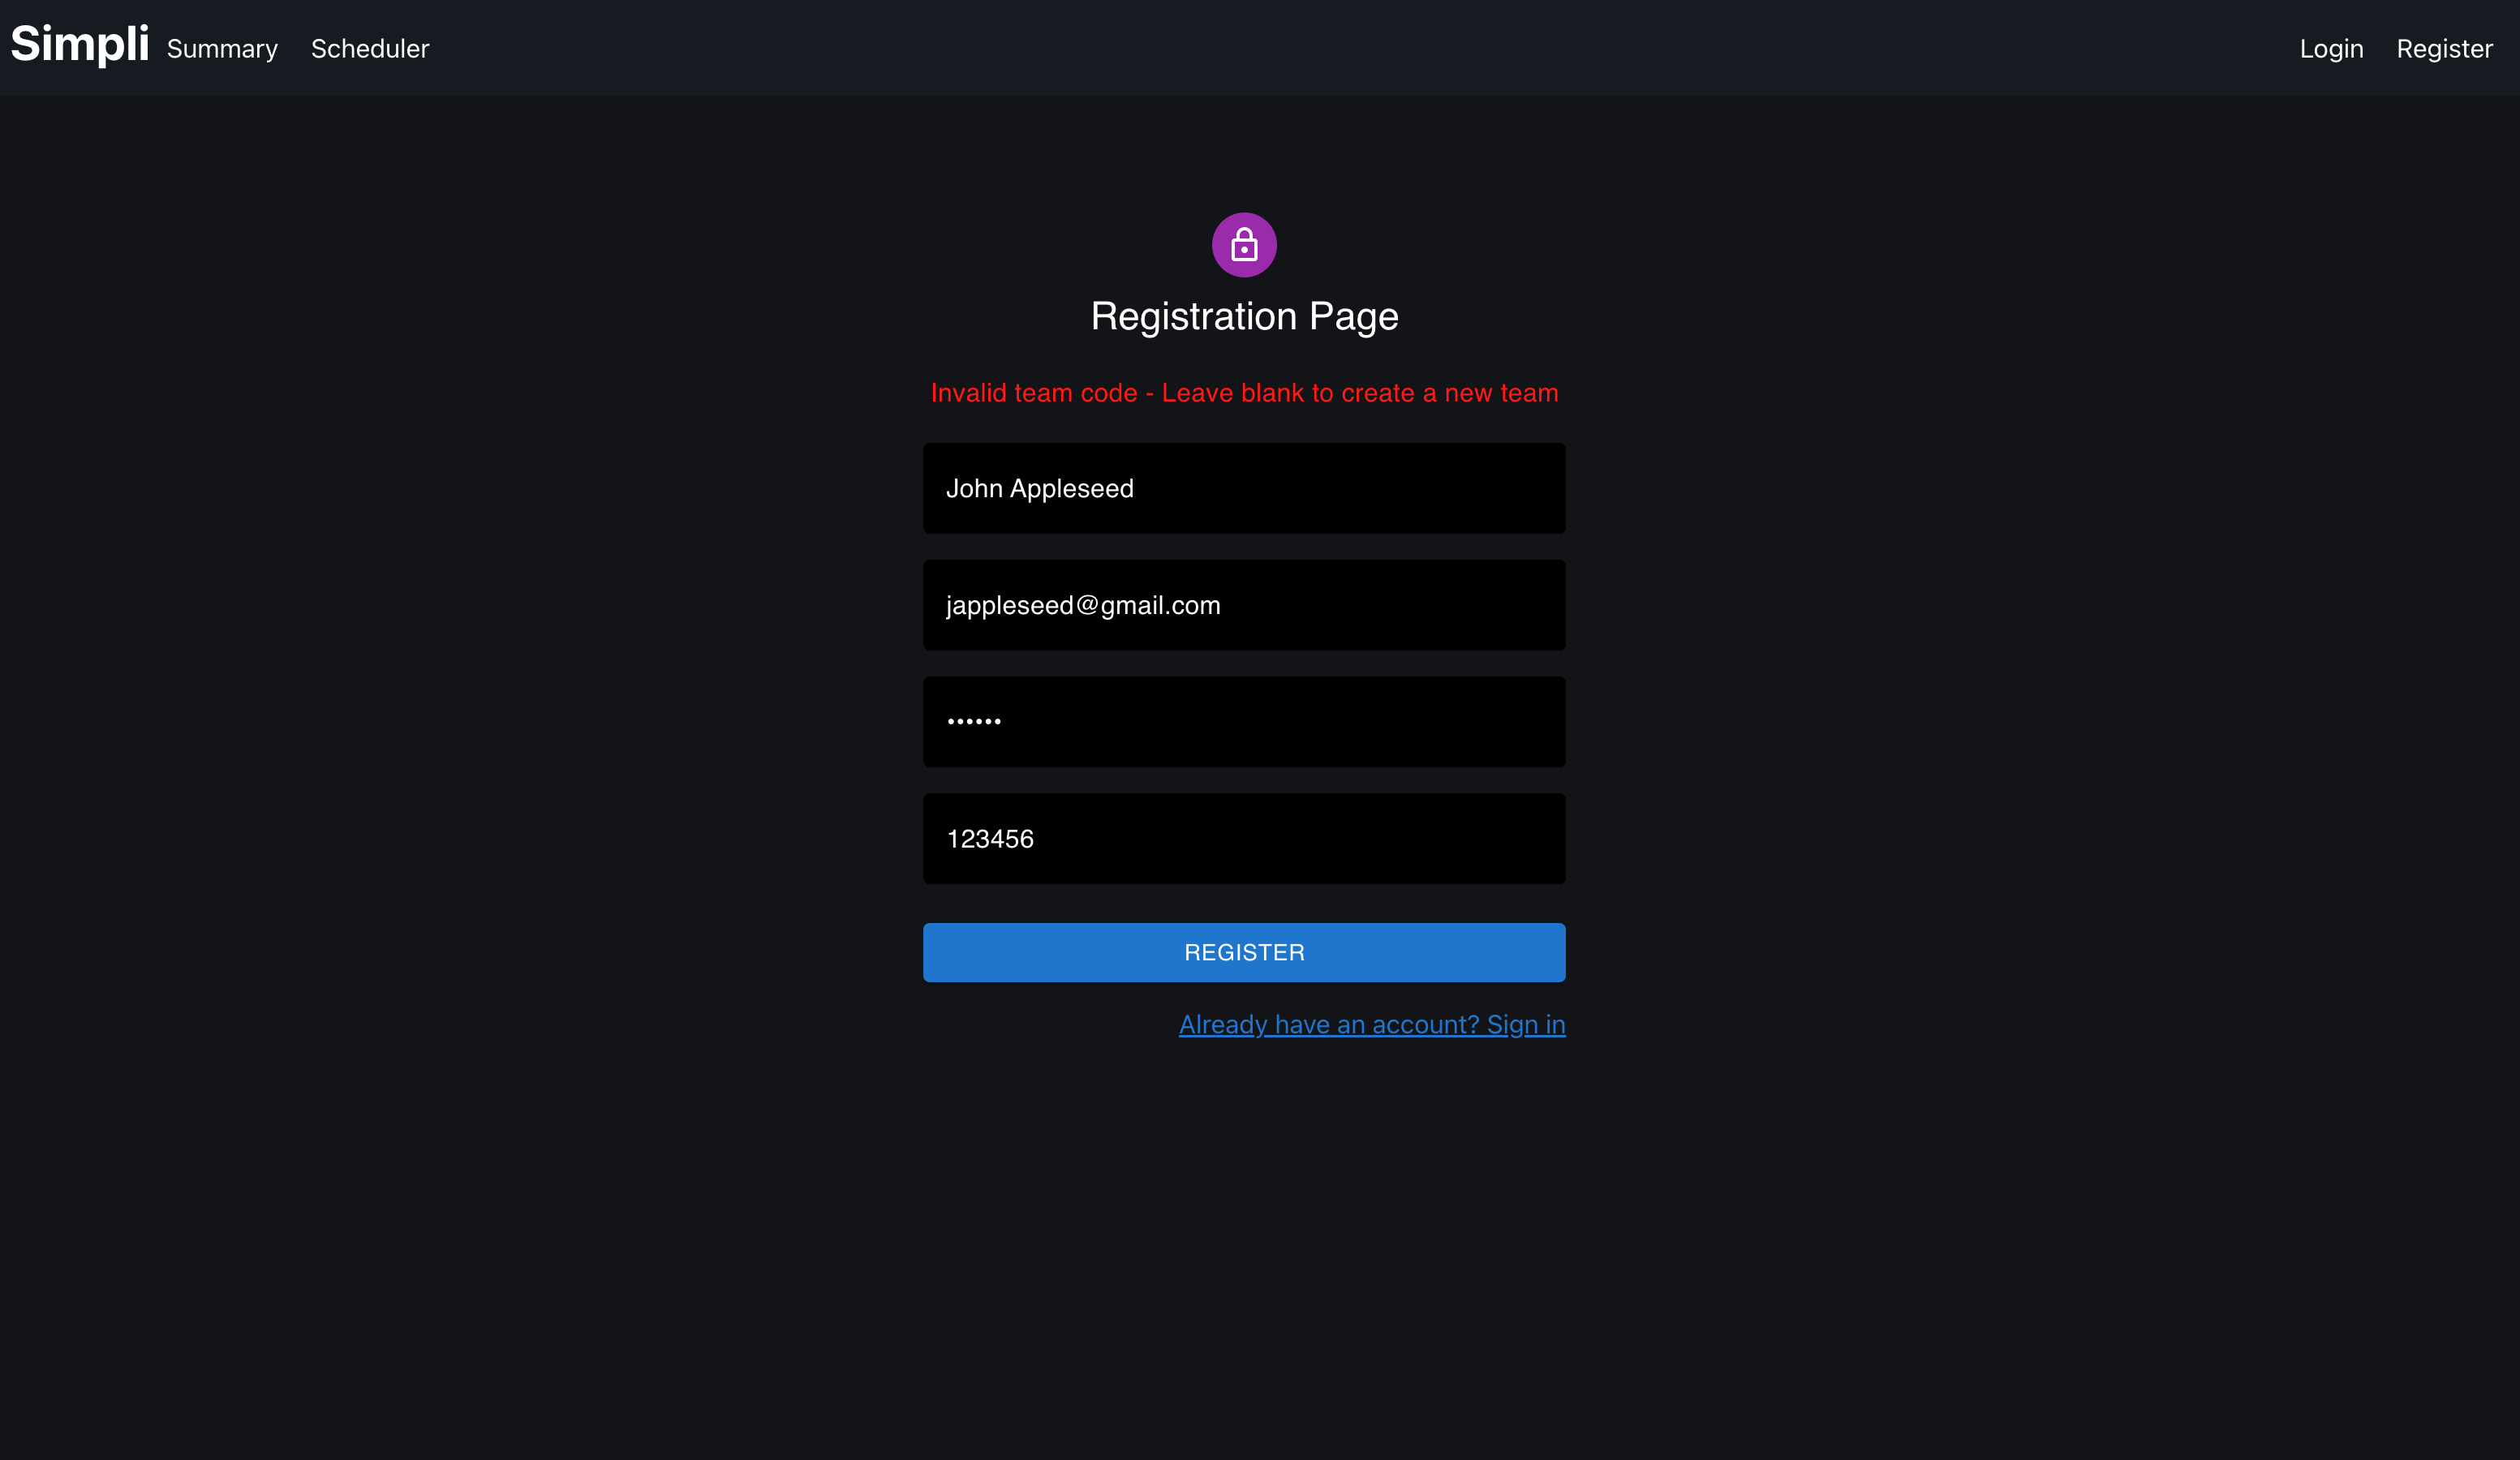 Simpli Summary Scheduler Login Register
Registration Page
Invalid team code - Leave blank to create a new team
John Appleseed
jappleseed@gmail.com
••••••
123456
REGISTER
Already have an account? Sign in